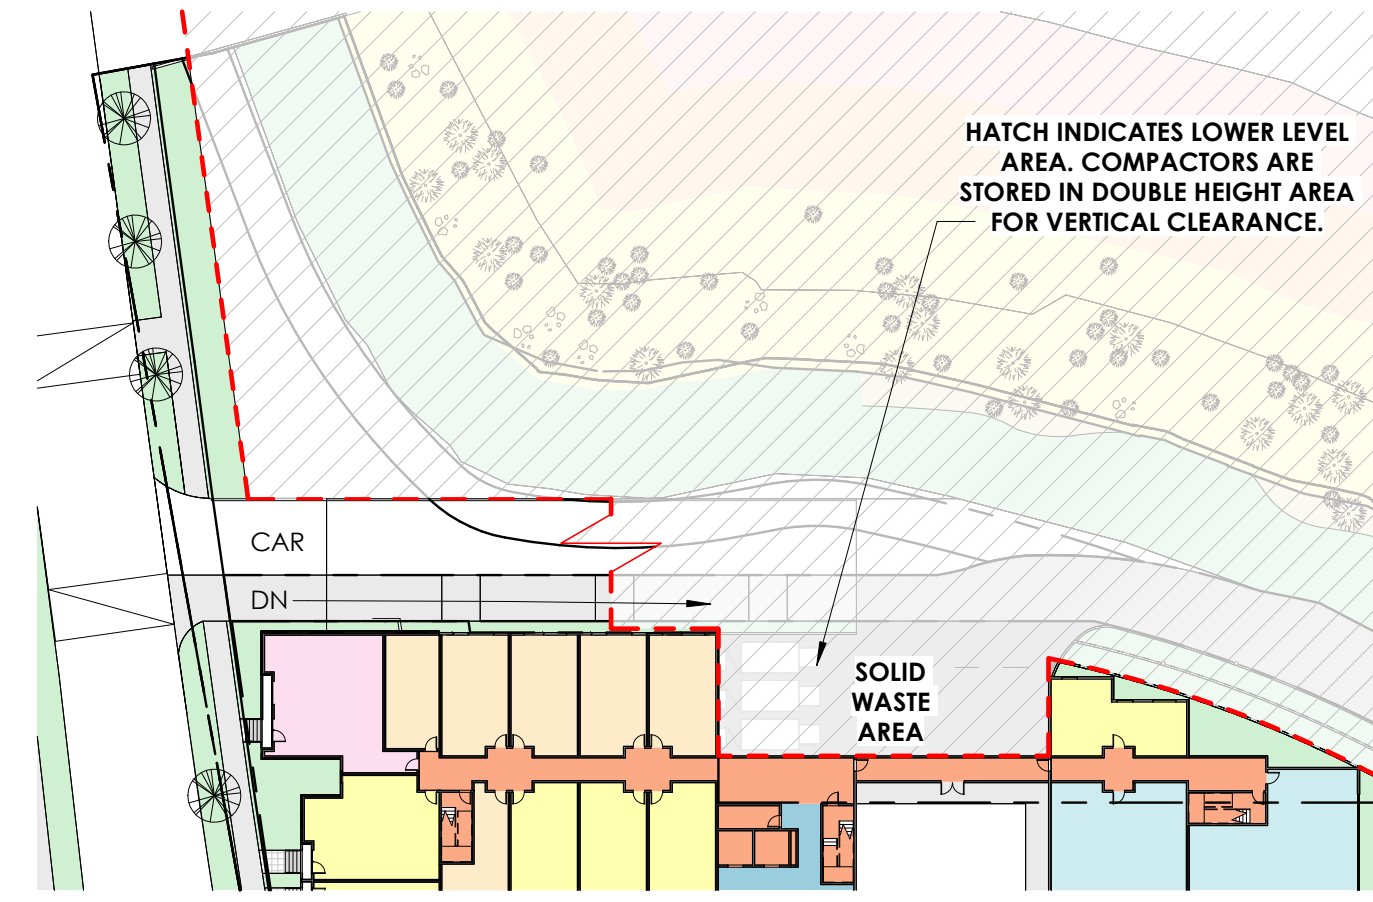 HATCH INDICATES LOWER LEVEL
AREA. COMPACTORS ARE
STORED IN DOUBLE HEIGHT AREA
FOR VERTICAL CLEARANCE.
CAR
DN
SOLID
WASTE
AREA